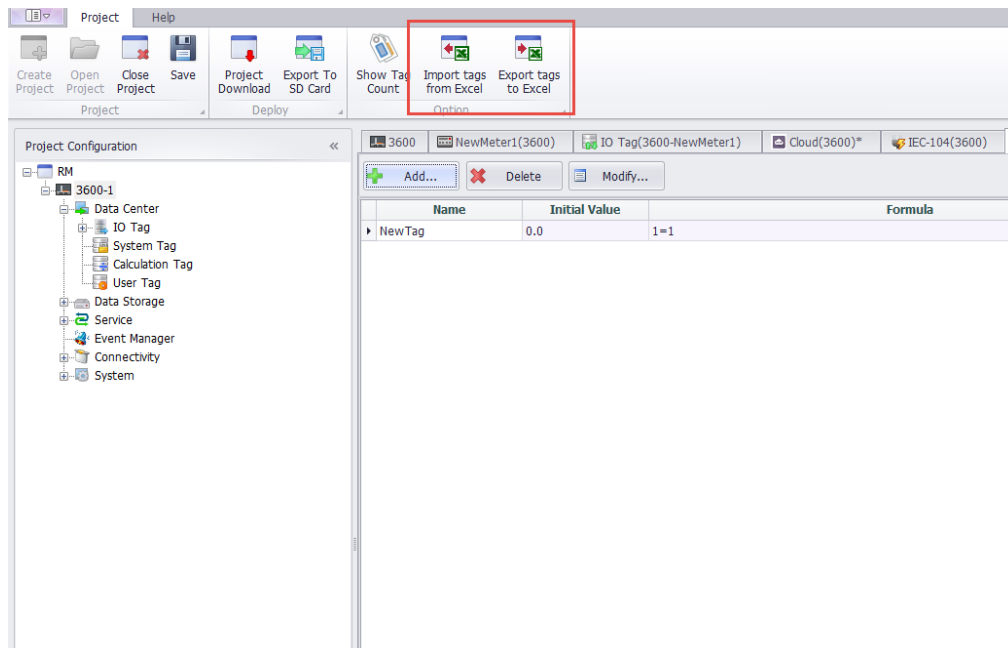 Project Help
Create Project
Open Project
Close Project
Save
Project Download
Export To SD Card
Show Tag Count
Import tags from Excel
Export tags to Excel
Project Deploy Option
Project Configuration
RM
3600-1
Data Center
IO Tag
System Tag
Calculation Tag
User Tag
Data Storage
Service
Event Manager
Connectivity
System
3600 NewMeter1(3600) IO Tag(3600-NewMeter1) Cloud(3600)* IEC-104(3600)
Add... Delete Modify...
Name Initial Value Formula
NewTag 0.0 1=1